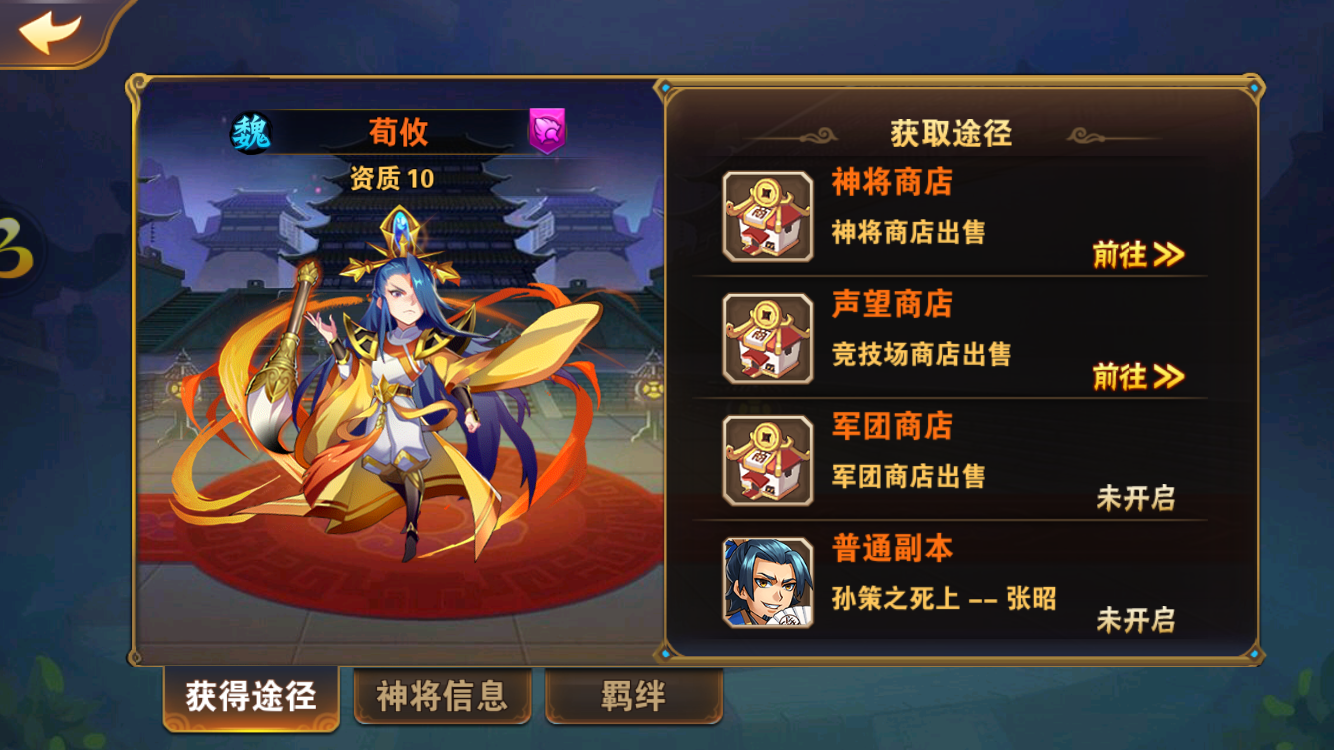 魏
荀攸
资质 10
获取途径
神将商店
神将商店出售
前往
声望商店
竞技场商店出售
前往
军团商店
军团商店出售
未开启
普通副本
孙策之死上 -- 张昭
未开启
获得途径
神将信息
羁绊